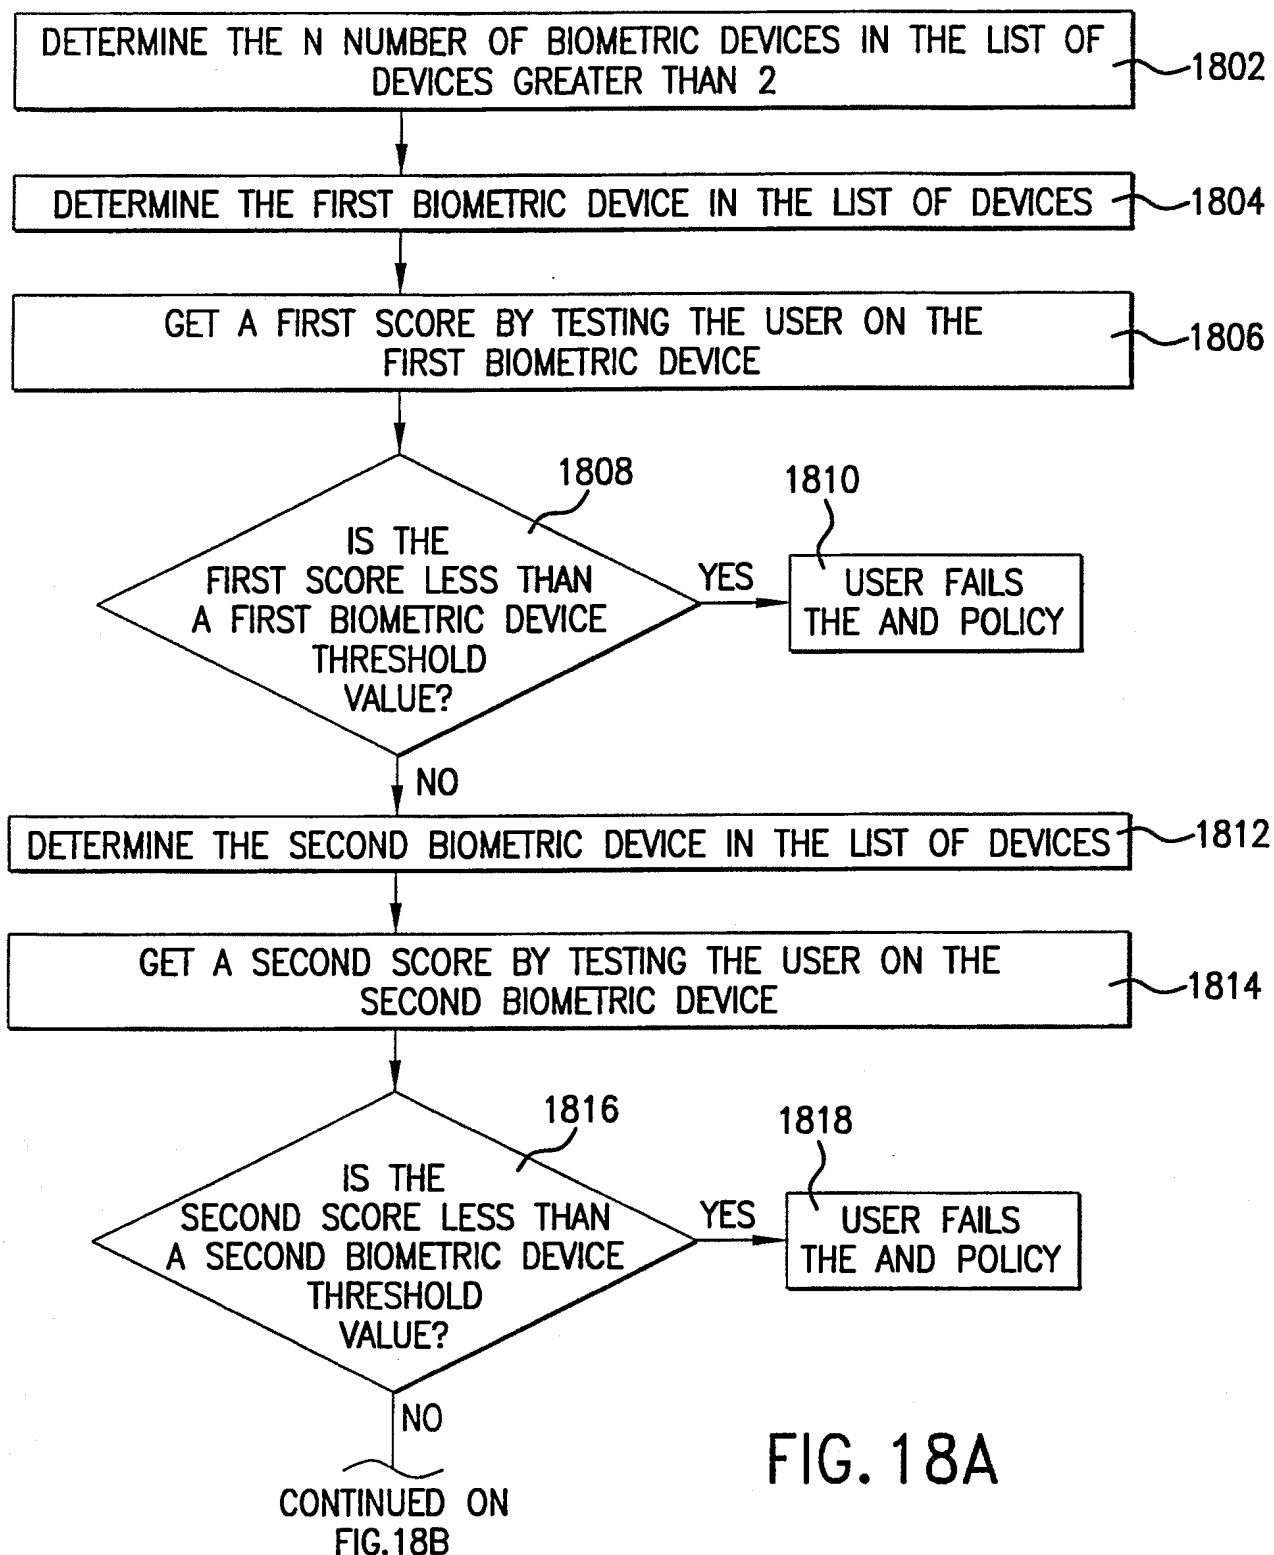 DETERMINE THE N NUMBER OF BIOMETRIC DEVICES IN THE LIST OF
DEVICES GREATER THAN 2
1802
DETERMINE THE FIRST BIOMETRIC DEVICE IN THE LIST OF DEVICES
1804
GET A FIRST SCORE BY TESTING THE USER ON THE
FIRST BIOMETRIC DEVICE
1806
1808
IS THE
FIRST SCORE LESS THAN
A FIRST BIOMETRIC DEVICE
THRESHOLD
VALUE?
YES
1810
USER FAILS
THE AND POLICY
NO
DETERMINE THE SECOND BIOMETRIC DEVICE IN THE LIST OF DEVICES
1812
GET A SECOND SCORE BY TESTING THE USER ON THE
SECOND BIOMETRIC DEVICE
1814
1816
IS THE
SECOND SCORE LESS THAN
A SECOND BIOMETRIC DEVICE
THRESHOLD
VALUE?
YES
1818
USER FAILS
THE AND POLICY
NO
CONTINUED ON
FIG.18B
FIG. 18A